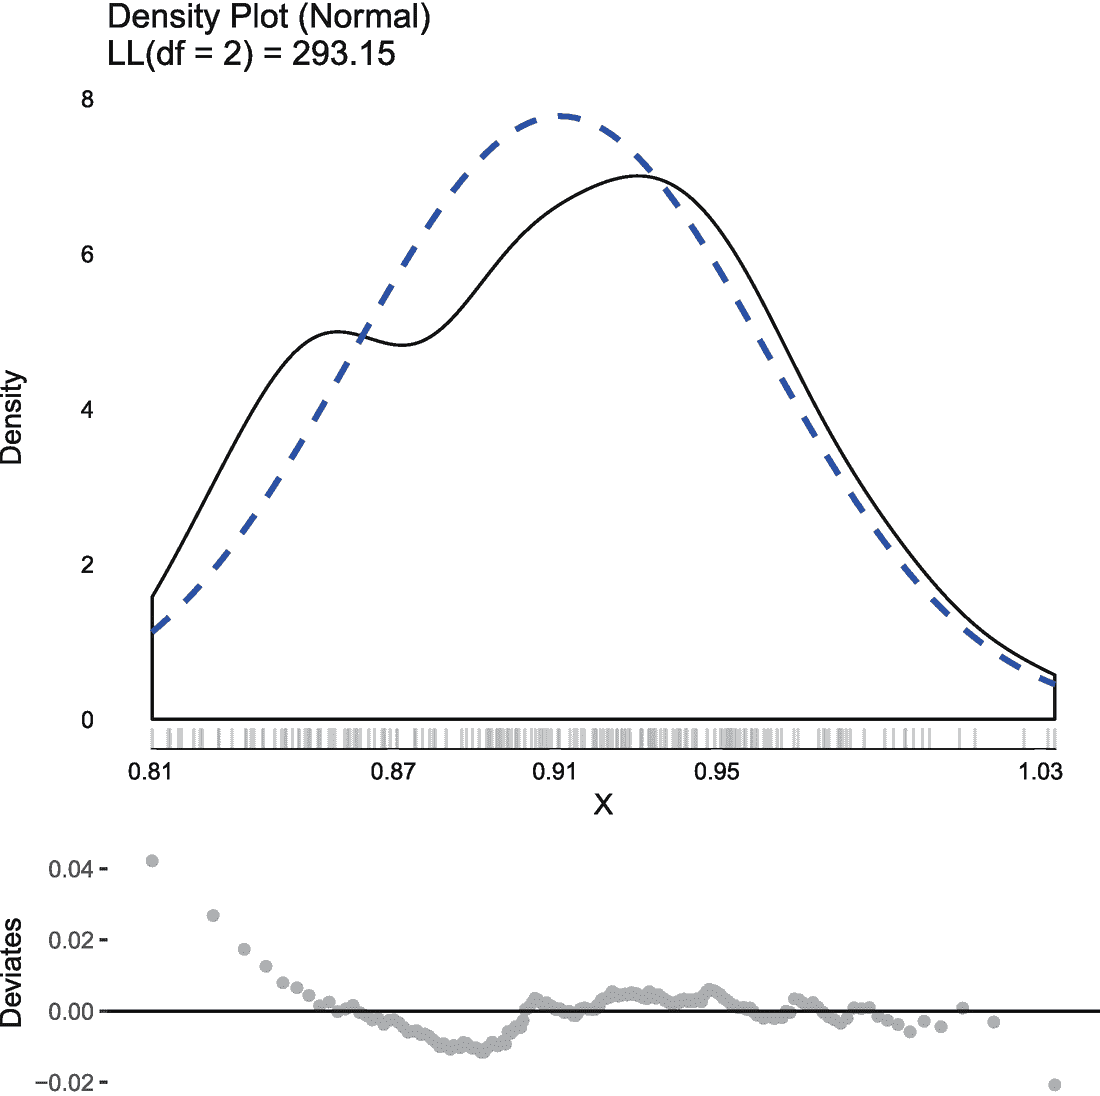 Density Plot (Normal)
LL(df = 2) = 293.15
8
6
4
2
0
Density
0.81 0.87 0.91 0.95 1.03
X
0.04
0.02
0.00
−0.02
Deviates